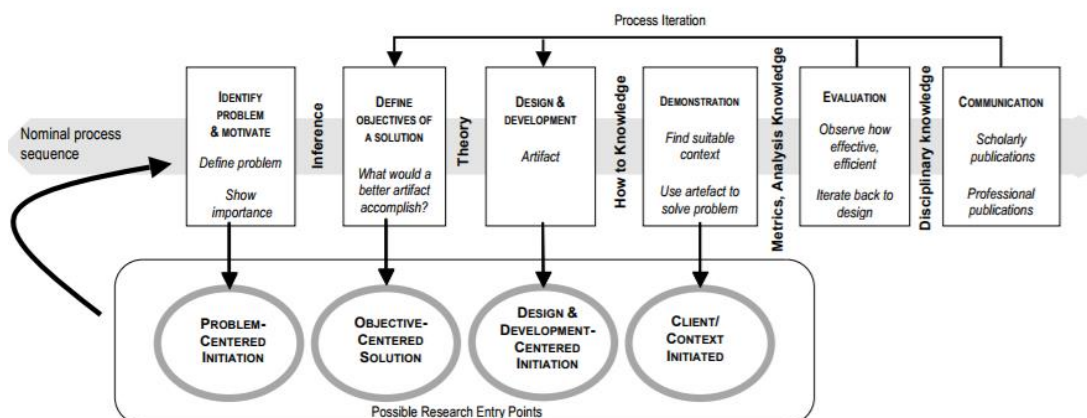 Process Iteration
Nominal process
sequence
IDENTIFY
PROBLEM
& MOTIVATE
Define problem
Show
importance
Inference
DEFINE
OBJECTIVES OF
A SOLUTION
What would a
better artifact
accomplish?
Theory
DESIGN &
DEVELOPMENT
Artifact
How to Knowledge
DEMONSTRATION
Find suitable
context
Use artefact to
solve problem
Metrics, Analysis Knowledge
EVALUATION
Observe how
effective,
efficient
Iterate back to
design
Disciplinary knowledge
COMMUNICATION
Scholarly
publications
Professional
publications
PROBLEM-
CENTERED
INITIATION
OBJECTIVE-
CENTERED
SOLUTION
DESIGN &
DEVELOPMENT-
CENTERED
INITIATION
CLIENT/
CONTEXT
INITIATED
Possible Research Entry Points